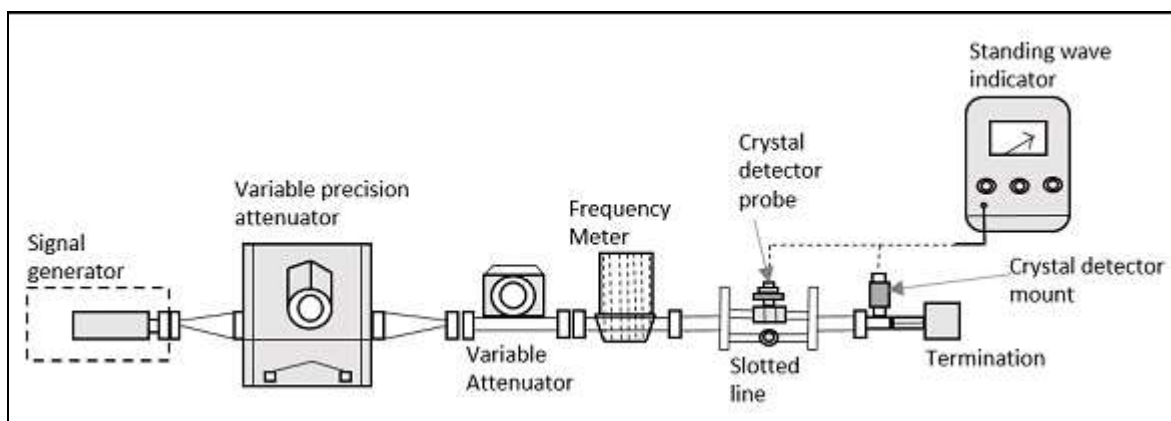 Standing wave
indicator
Crystal
detector
probe
Variable precision
attenuator
Frequency
Meter
Signal
generator
Crystal detector
mount
Variable
Attenuator
Slotted
line
Termination